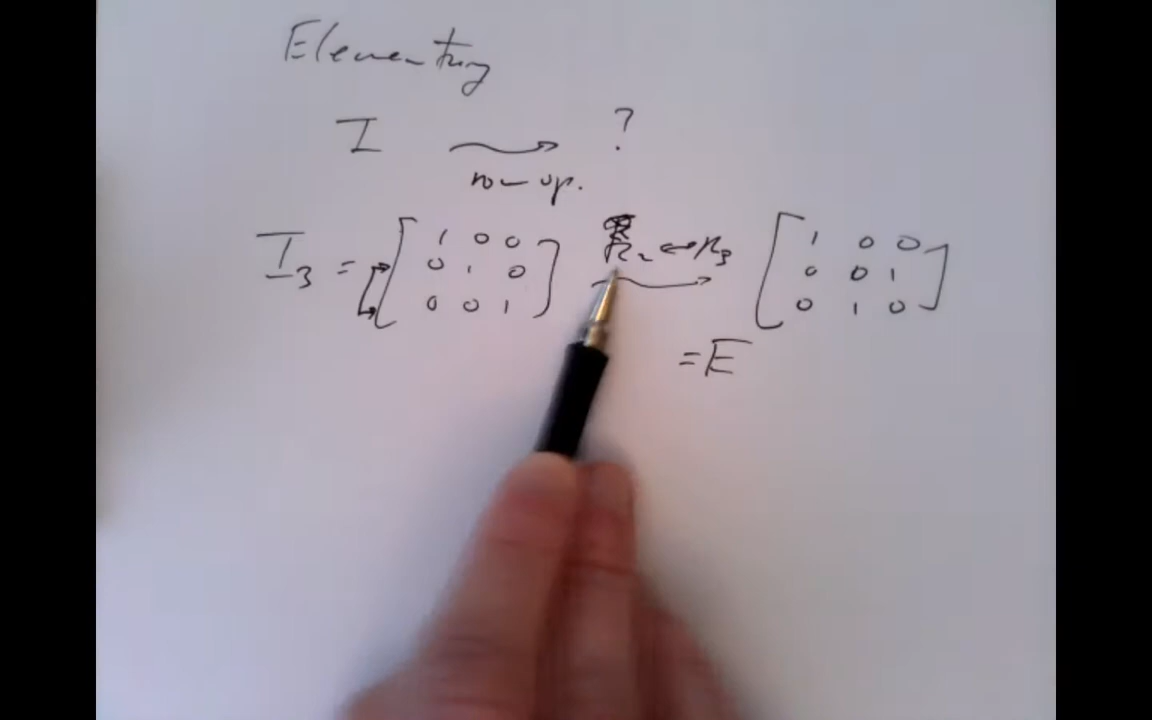 Elementary
I → ?
row op.
I₃ = [ 1 0 0 R₂ ↔ R₃ [ 1 0 0
0 1 0 → 0 0 1
0 0 1 ] 0 1 0 ]
= E